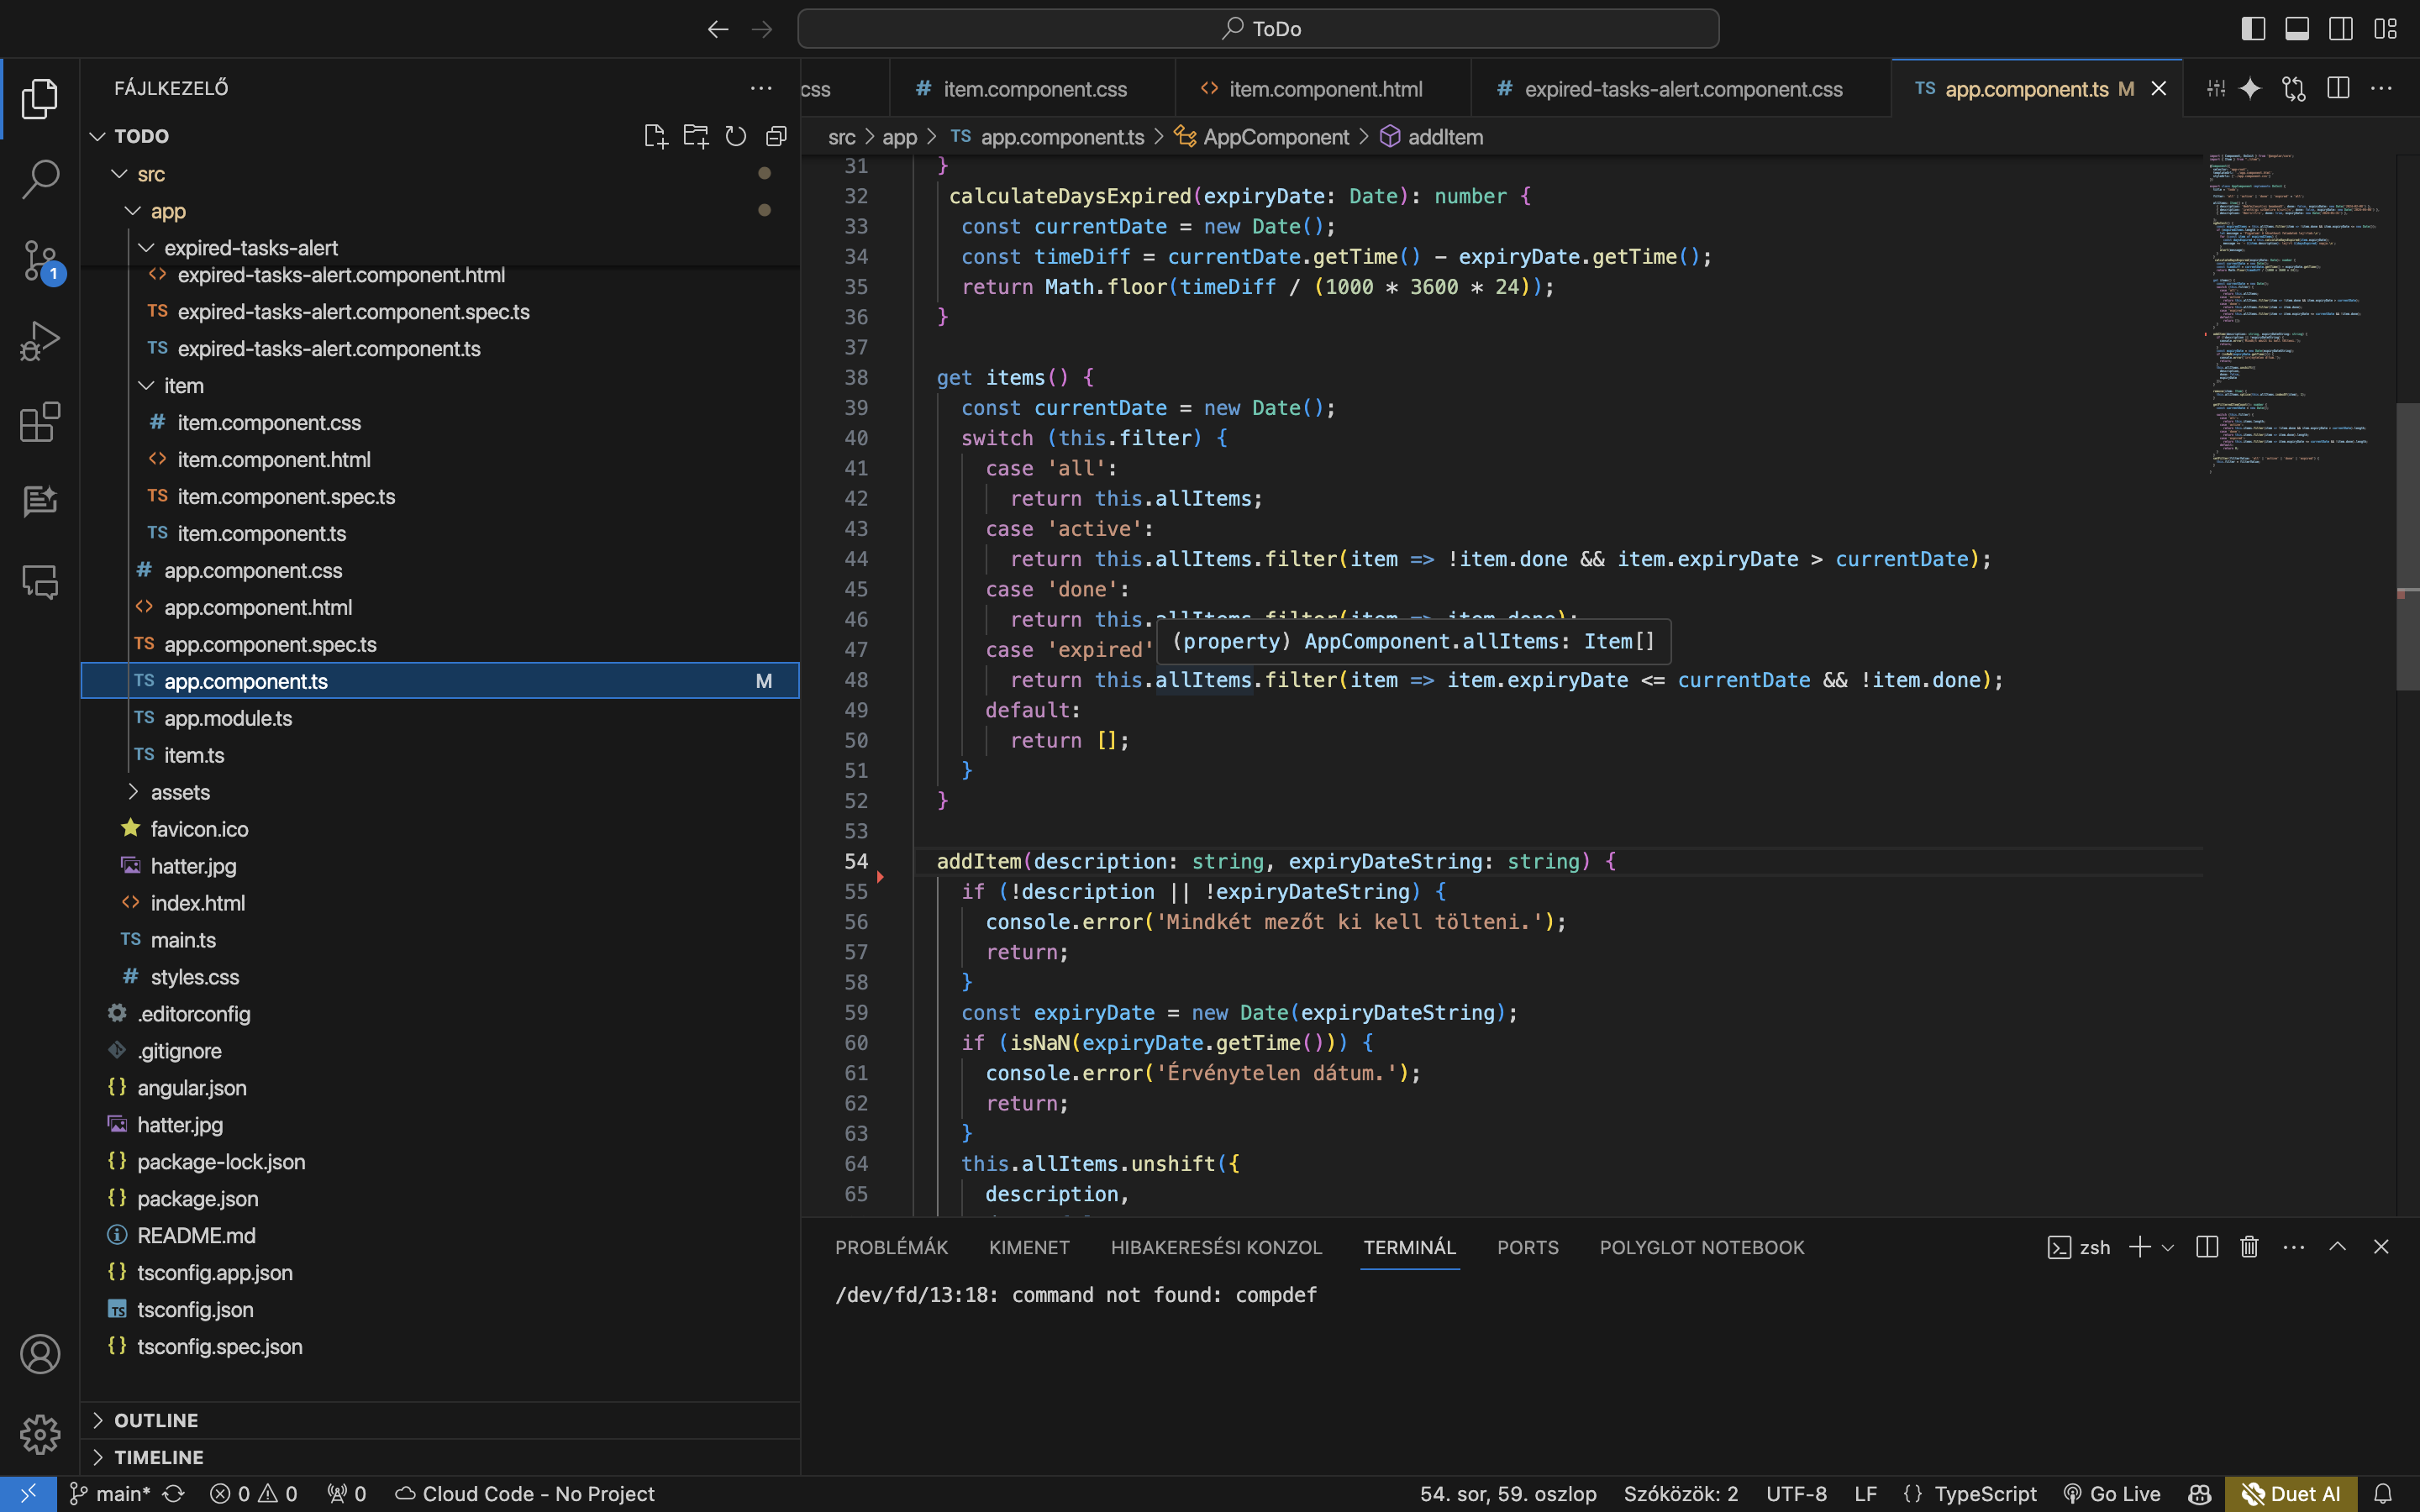 ToDo
FÁJLKEZELŐ
TODO
src
app
expired-tasks-alert
expired-tasks-alert.component.html
TS expired-tasks-alert.component.spec.ts
TS expired-tasks-alert.component.ts
item
# item.component.css
item.component.html
TS item.component.spec.ts
TS item.component.ts
# app.component.css
app.component.html
TS app.component.spec.ts
TS app.component.ts M
TS app.module.ts
TS item.ts
assets
favicon.ico
hatter.jpg
index.html
TS main.ts
# styles.css
.editorconfig
.gitignore
{} angular.json
hatter.jpg
{} package-lock.json
{} package.json
README.md
{} tsconfig.app.json
TS tsconfig.json
{} tsconfig.spec.json
OUTLINE
TIMELINE
1
css # item.component.css <> item.component.html # expired-tasks-alert.component.css TS app.component.ts M
src > app > TS app.component.ts > AppComponent > addItem
31 }
32 calculateDaysExpired(expiryDate: Date): number {
33 const currentDate = new Date();
34 const timeDiff = currentDate.getTime() - expiryDate.getTime();
35 return Math.floor(timeDiff / (1000 * 3600 * 24));
36 }
37
38 get items() {
39 const currentDate = new Date();
40 switch (this.filter) {
41 case 'all':
42 return this.allItems;
43 case 'active':
44 return this.allItems.filter(item => !item.done && item.expiryDate > currentDate);
45 case 'done':
46 return this.allItems.filter(item => item.done);
(property) AppComponent.allItems: Item[]
47 case 'expired'
48 return this.allItems.filter(item => item.expiryDate <= currentDate && !item.done);
49 default:
50 return [];
51 }
52 }
53
54 addItem(description: string, expiryDateString: string) {
55 if (!description || !expiryDateString) {
56 console.error('Mindkét mezőt ki kell tölteni.');
57 return;
58 }
59 const expiryDate = new Date(expiryDateString);
60 if (isNaN(expiryDate.getTime())) {
61 console.error('Érvénytelen dátum.');
62 return;
63 }
64 this.allItems.unshift({
65 description,
PROBLÉMÁK KIMENET HIBAKERESÉSI KONZOL TERMINÁL PORTS POLYGLOT NOTEBOOK zsh
/dev/fd/13:18: command not found: compdef
main* 0 0 0 Cloud Code - No Project 54. sor, 59. oszlop Szóközök: 2 UTF-8 LF {} TypeScript Go Live Duet AI